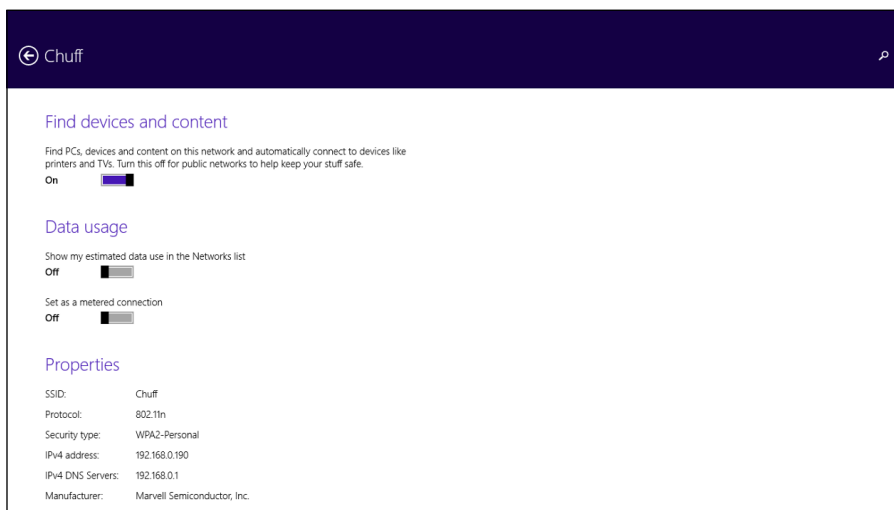 Chuff
Find devices and content
Find PCs, devices and content on this network and automatically connect to devices like
printers and TVs. Turn this off for public networks to help keep your stuff safe.
On
Data usage
Show my estimated data use in the Networks list
Off
Set as a metered connection
Off
Properties
SSID: Chuff
Protocol: 802.11n
Security type: WPA2-Personal
IPv4 address: 192.168.0.190
IPv4 DNS Servers: 192.168.0.1
Manufacturer: Marvell Semiconductor, Inc.